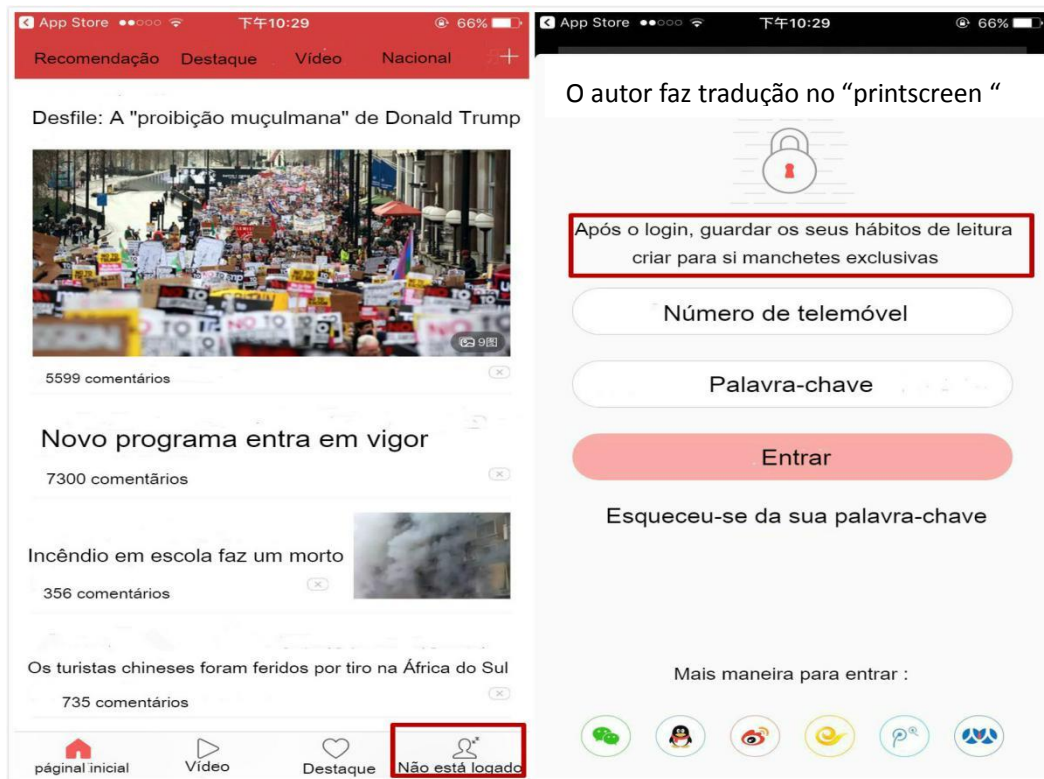 App Store
下午10:29
66%
Recomendação Destaque Vídeo Nacional
Desfile: A "proibição muçulmana" de Donald Trump
NO TO
9图
5599 comentários
Novo programa entra em vigor
7300 comentãrios
Incêndio em escola faz um morto
356 comentários
Os turistas chineses foram feridos por tiro na África do Sul
735 comentários
páginal inicial
Vídeo
Destaque
Não está logado
App Store
下午10:29
66%
O autor faz tradução no “printscreen “
Após o login, guardar os seus hábitos de leitura
criar para si manchetes exclusivas
Número de telemóvel
Palavra-chave
Entrar
Esqueceu-se da sua palavra-chave
Mais maneira para entrar :